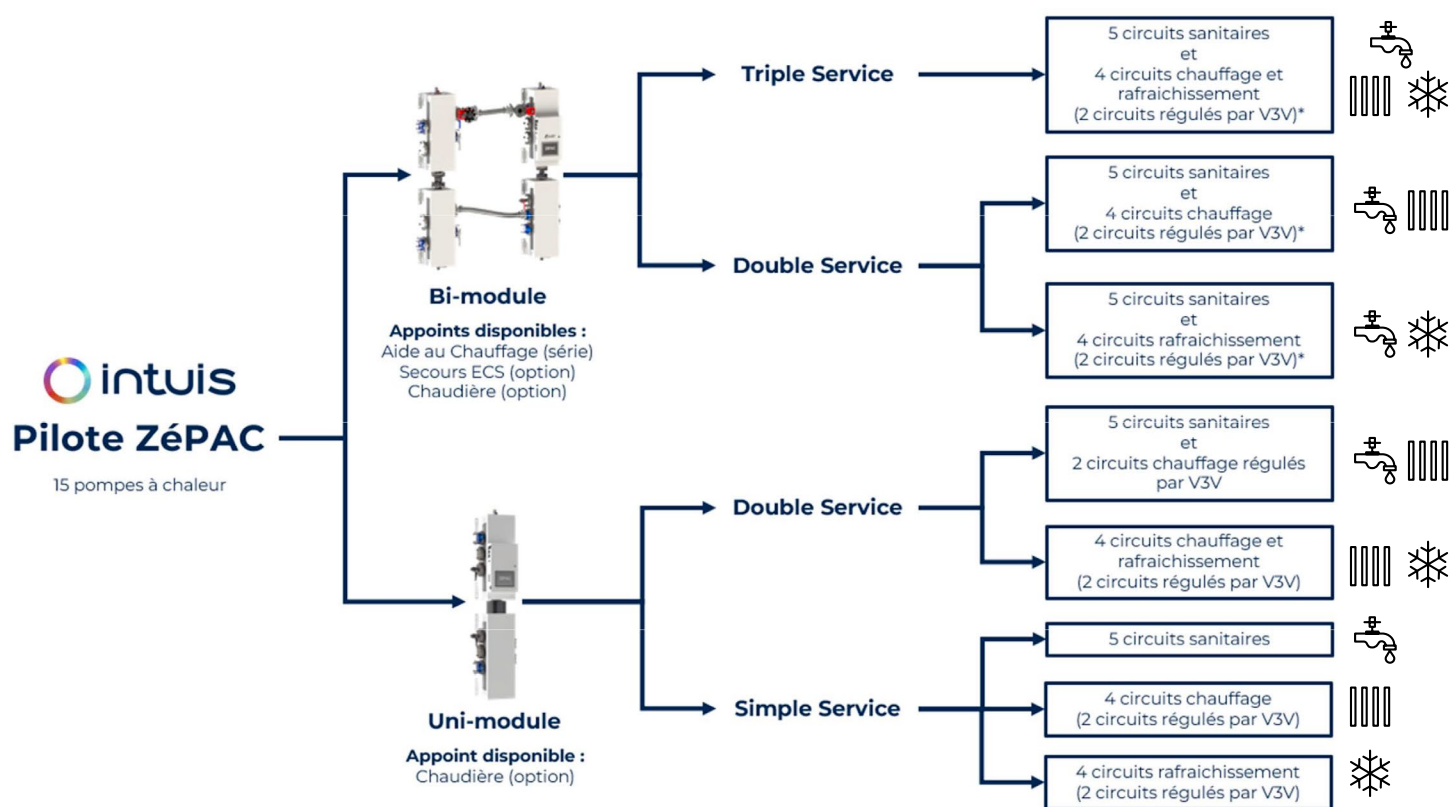 intuis
Pilote ZéPAC
15 pompes à chaleur
Bi-module
Appoints disponibles :
Aide au Chauffage (série)
Secours ECS (option)
Chaudière (option)
Triple Service
5 circuits sanitaires
et
4 circuits chauffage et
rafraichissement
(2 circuits régulés par V3V)*
Double Service
5 circuits sanitaires
et
4 circuits chauffage
(2 circuits régulés par V3V)*
5 circuits sanitaires
et
4 circuits rafraichissement
(2 circuits régulés par V3V)*
Uni-module
Appoint disponible :
Chaudière (option)
Double Service
5 circuits sanitaires
et
2 circuits chauffage régulés
par V3V
4 circuits chauffage et
rafraichissement
(2 circuits régulés par V3V)
Simple Service
5 circuits sanitaires
4 circuits chauffage
(2 circuits régulés par V3V)
4 circuits rafraichissement
(2 circuits régulés par V3V)